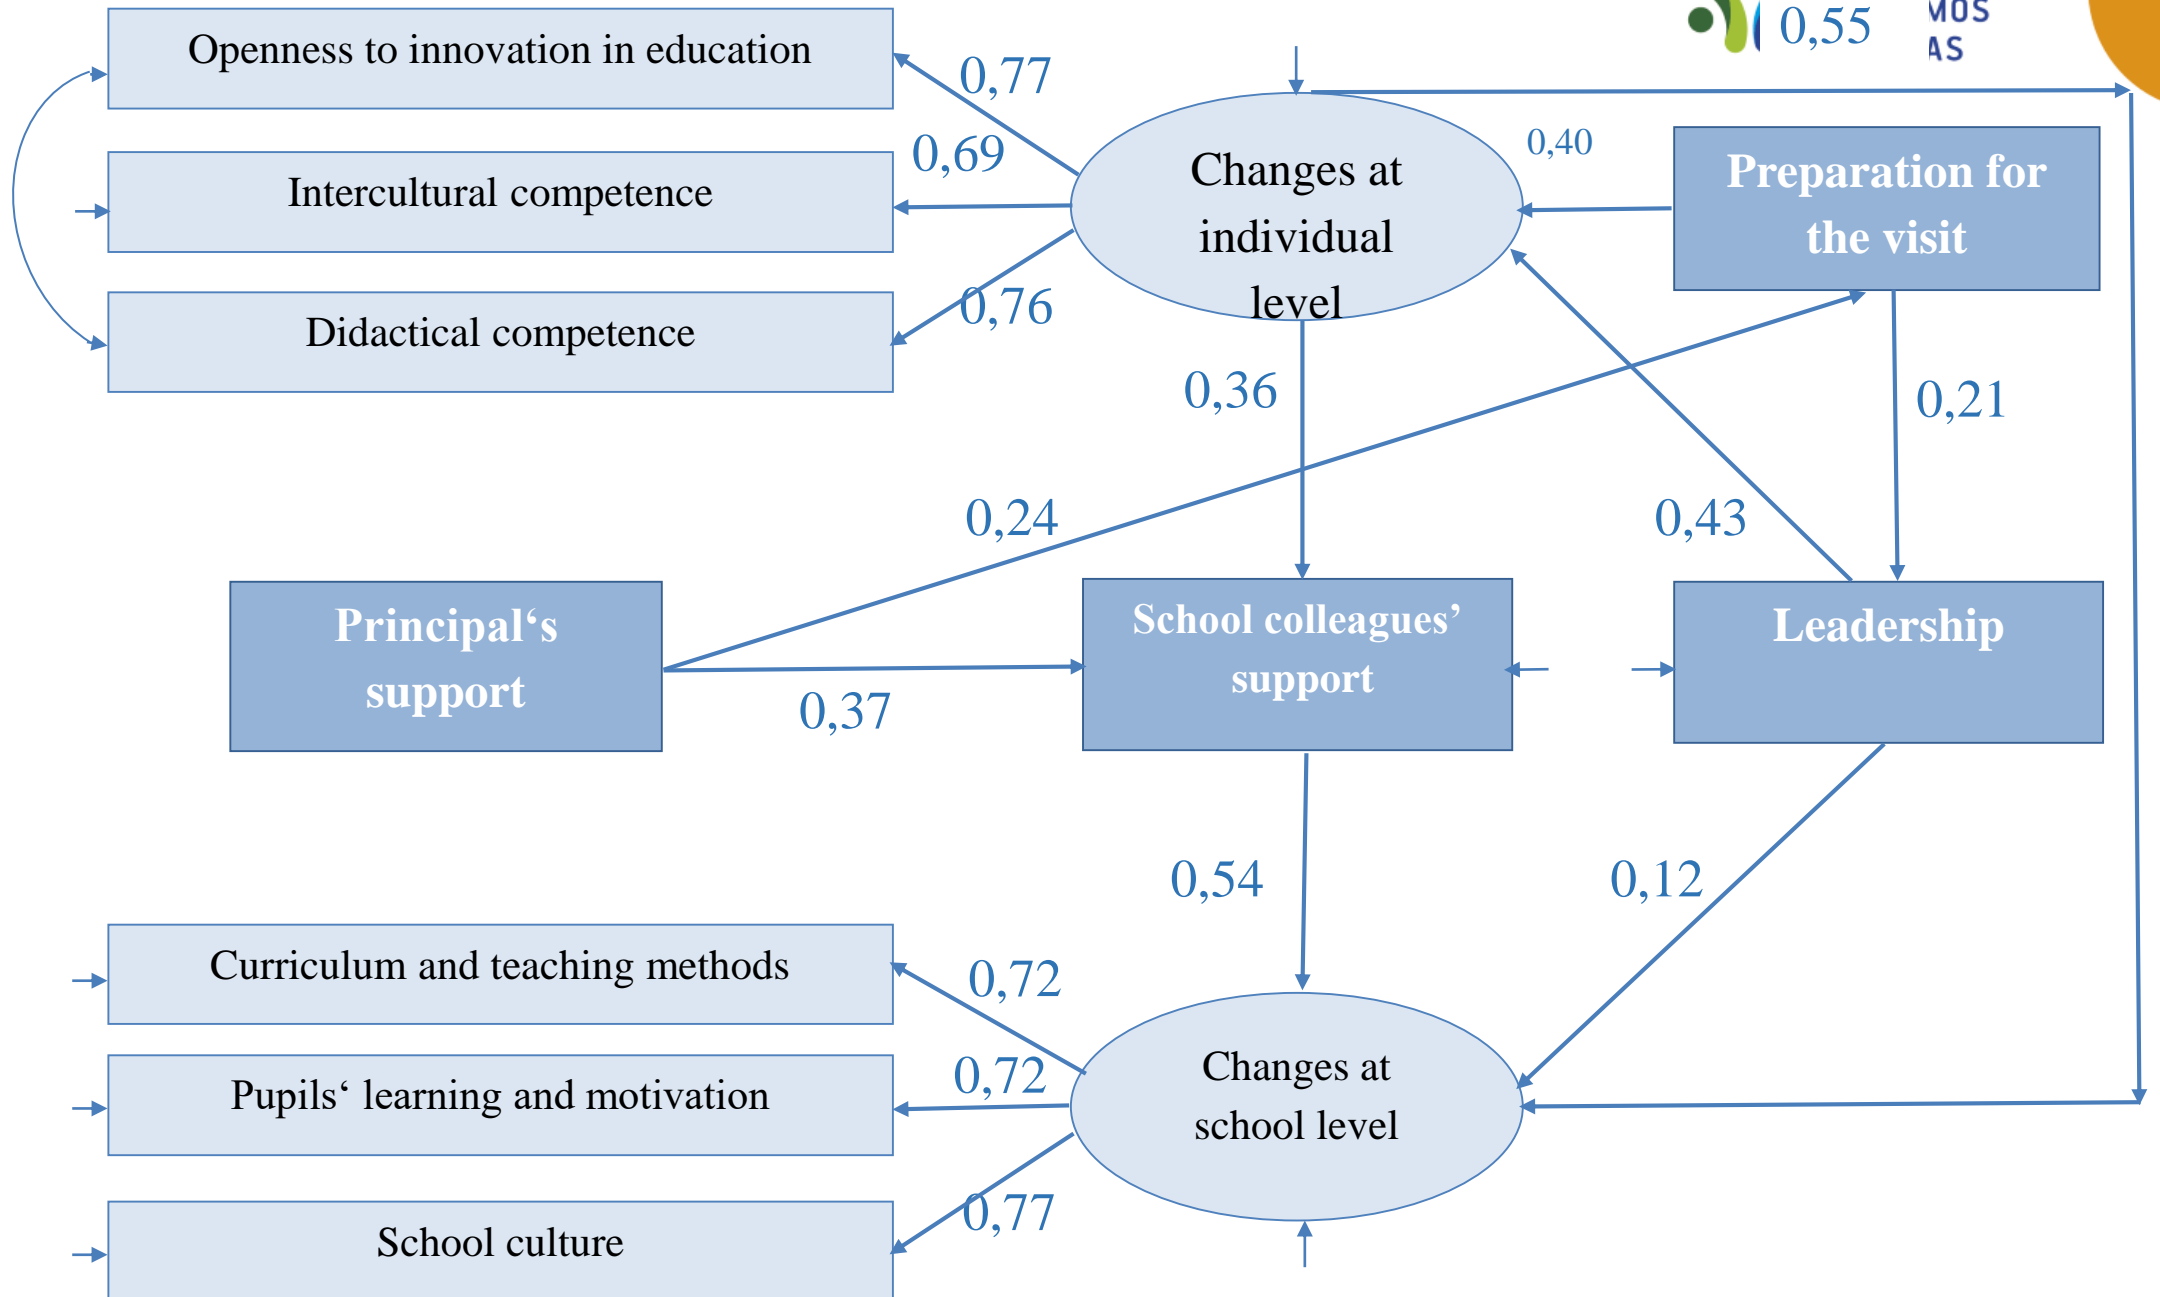 0,55
MOS
AS
Openness to innovation in education
0,77
0,69
Intercultural competence
Changes at
individual
level
0,40
Preparation for
the visit
0,76
Didactical competence
0,36
0,21
0,24
0,43
Principal‘s
support
School colleagues’
support
Leadership
0,37
0,54
0,12
Curriculum and teaching methods
0,72
0,72
Pupils‘ learning and motivation
Changes at
school level
0,77
School culture